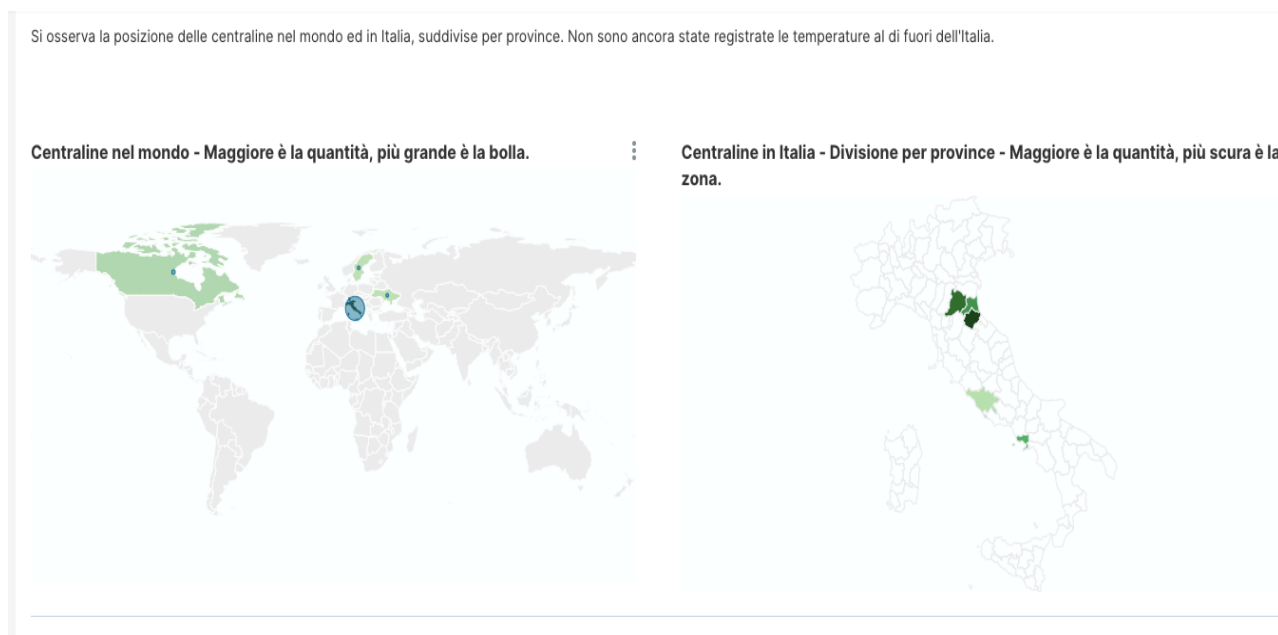 Si osserva la posizione delle centraline nel mondo ed in Italia, suddivise per province. Non sono ancora state registrate le temperature al di fuori dell'Italia.
Centraline nel mondo - Maggiore è la quantità, più grande è la bolla.
Centraline in Italia - Divisione per province - Maggiore è la quantità, più scura è la
zona.